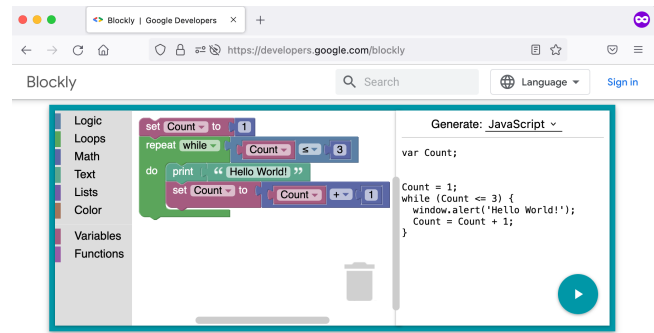 <> Blockly | Google Developers × +
https://developers.google.com/blockly
Blockly
Search
Language
Sign in
Logic
Loops
Math
Text
Lists
Color
Variables
Functions
set Count to 1
repeat while Count ≤ 3
do print “ Hello World! ”
set Count to Count + 1
Generate: JavaScript
var Count;
Count = 1;
while (Count <= 3) {
  window.alert('Hello World!');
  Count = Count + 1;
}